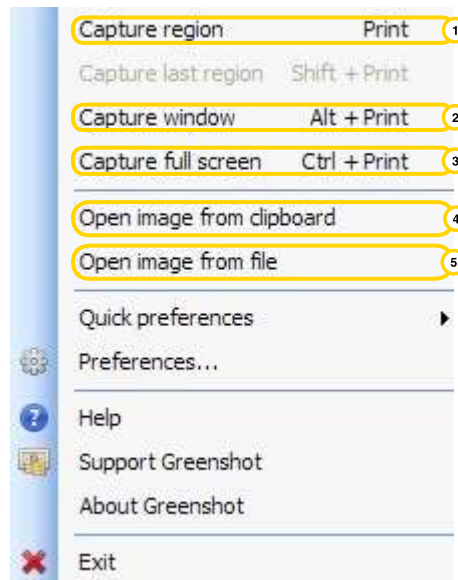 Capture region Print 1
Capture last region Shift + Print
Capture window Alt + Print 2
Capture full screen Ctrl + Print 3
Open image from clipboard 4
Open image from file 5
Quick preferences
Preferences...
Help
Support Greenshot
About Greenshot
Exit